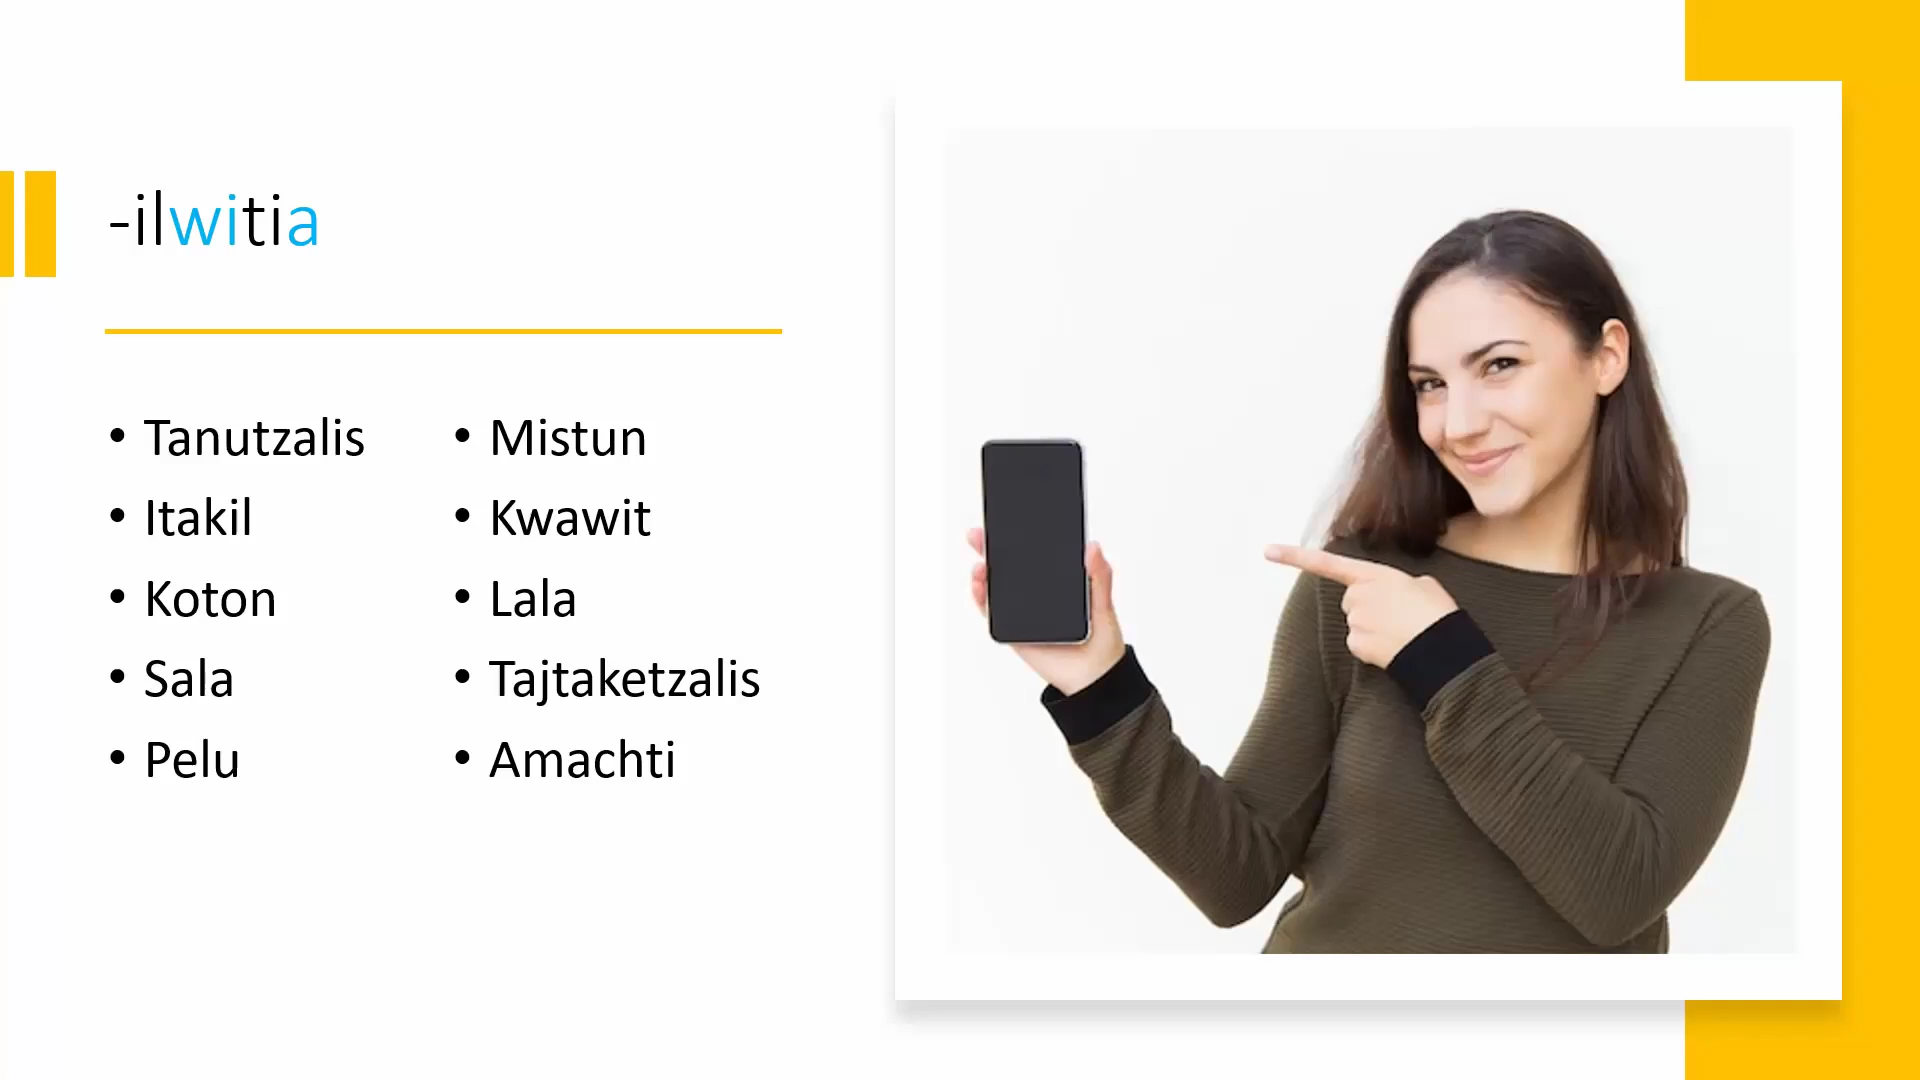 -ilwitia
• Tanutzalis
• Itakil
• Koton
• Sala
• Pelu
• Mistun
• Kwawit
• Lala
• Tajtaketzalis
• Amachti